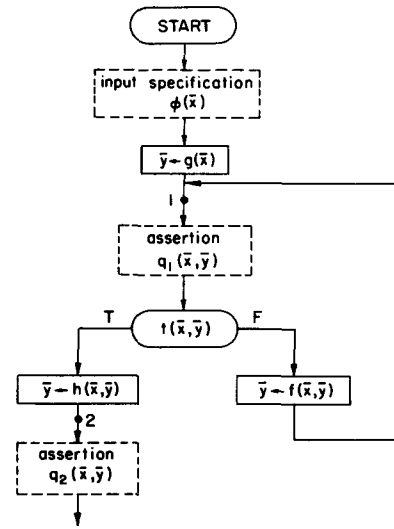 START
input specification
ϕ(x̄)
ȳ ← g(x̄)
1
assertion
q₁(x̄,ȳ)
T
t(x̄,ȳ)
F
ȳ ← h(x̄,ȳ)
ȳ ← f(x̄,ȳ)
2
assertion
q₂(x̄,ȳ)